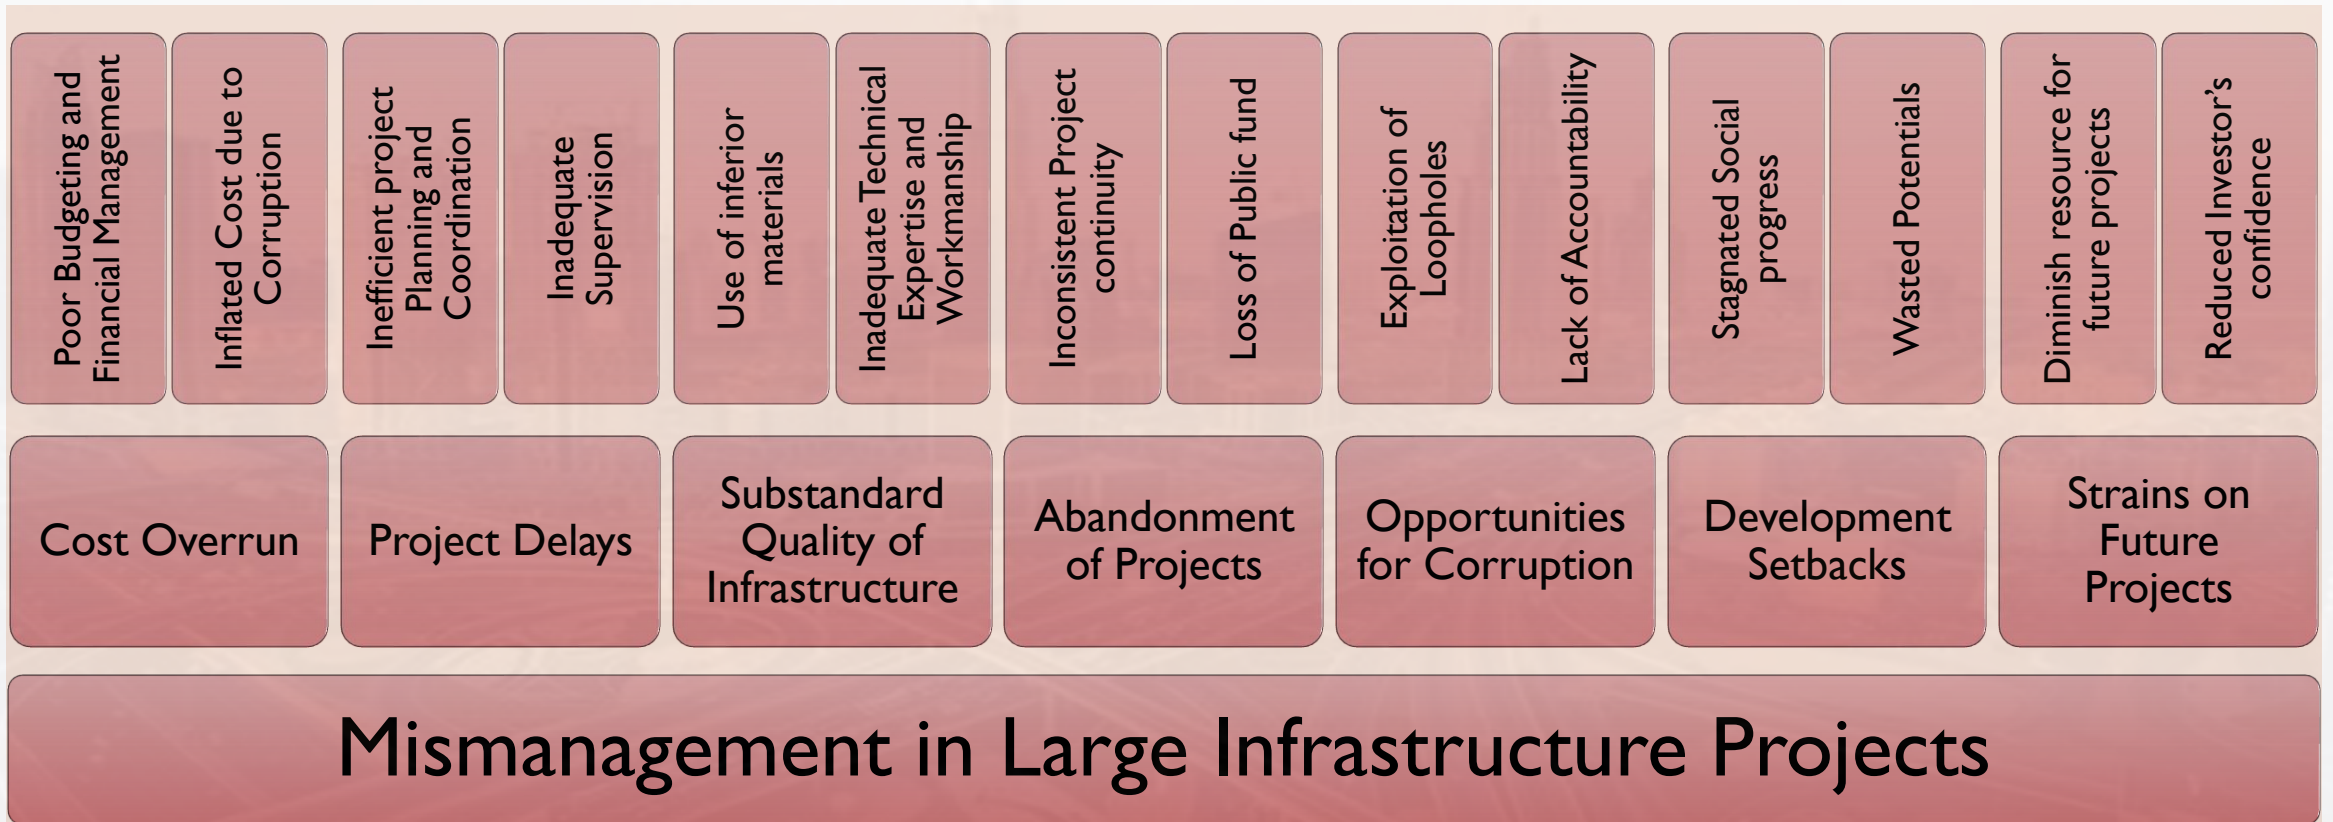 Poor Budgeting and
Financial Management
Inflated Cost due to
Corruption
Inefficient project
Planning and
Coordination
Inadequate
Supervision
Use of inferior
materials
Inadequate Technical
Expertise and
Workmanship
Inconsistent Project
continuity
Loss of Public fund
Exploitation of
Loopholes
Lack of Accountability
Stagnated Social
progress
Wasted Potentials
Diminish resource for
future projects
Reduced Investor’s
confidence
Cost Overrun
Project Delays
Substandard
Quality of
Infrastructure
Abandonment
of Projects
Opportunities
for Corruption
Development
Setbacks
Strains on
Future
Projects
Mismanagement in Large Infrastructure Projects